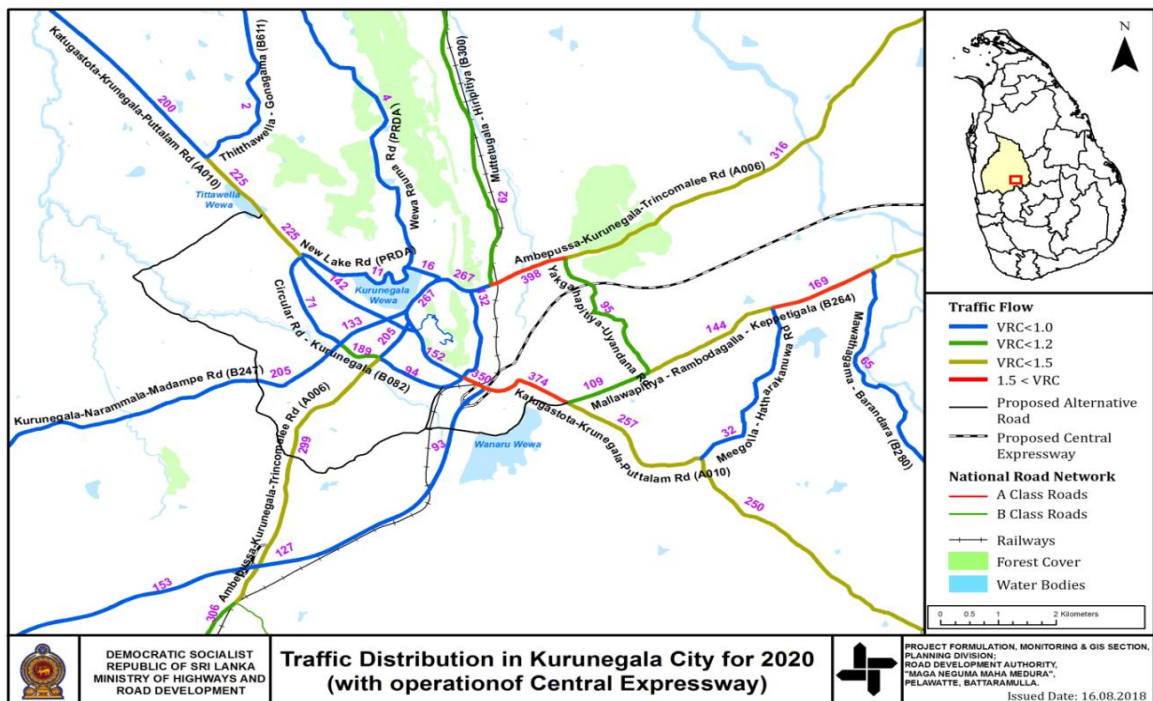 Katugastota-Krunegala-Puttalam Rd (A010)
200
Thitthawella - Gonagama (B611)
2
4
Wewa Rauma Rd (PRDA)
Muttetugala - Hiripitiya (B300)
62
316
Ambepussa-Kurunegala-Trincomalee Rd (A006)
225
Tittawella
Wewa
225
New Lake Rd (PRDA)
11
16
267
398
Kurunegala
Wewa
142
71
Circular Rd - Kurunegala (B082)
133
267
132
95
Yakgahapitiya-Uyandana Rd
169
144
Mallawapitiya - Rambodagalla - Keppetigala (B264)
189
205
152
94
350
374
109
205
Kurunegala-Narammala-Madampe Rd (B247)
Meegolla - Hatharakanuwa Rd
Mawathagama - Barandara (B280)
65
32
257
Katugastota-Krunegala-Puttalam Rd (A010)
93
Wanaru Wewa
299
Ambepussa-Kurunegala-Trincomalee Rd (A006)
250
127
153
306
N
Traffic Flow
VRC<1.0
VRC<1.2
VRC<1.5
1.5 < VRC
Proposed Alternative
Road
Proposed Central
Expressway
National Road Network
A Class Roads
B Class Roads
Railways
Forest Cover
Water Bodies
0 0.5 1 2 Kilometers
DEMOCRATIC SOCIALIST
REPUBLIC OF SRI LANKA
MINISTRY OF HIGHWAYS AND
ROAD DEVELOPMENT
Traffic Distribution in Kurunegala City for 2020
(with operationof Central Expressway)
PROJECT FORMULATION, MONITORING & GIS SECTION,
PLANNING DIVISION;
ROAD DEVELOPMENT AUTHORITY,
"MAGA NEGUMA MAHA MEDURA",
PELAWATTE, BATTARAMULLA.
Issued Date: 16.08.2018